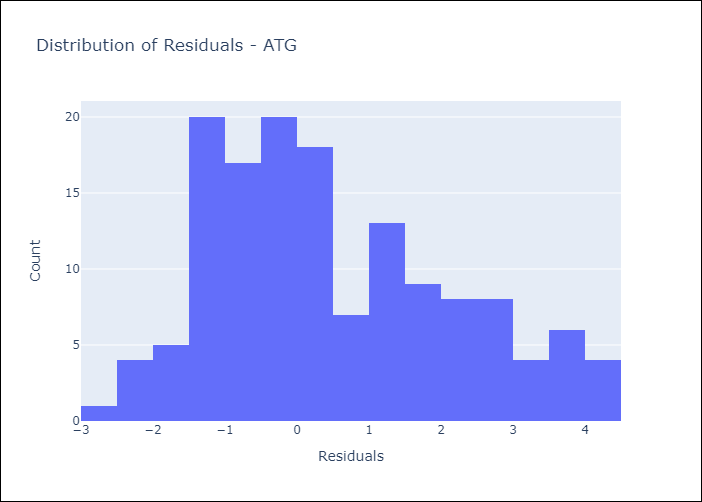 Distribution of Residuals - ATG
20
15
10
5
0
Count
−3 −2 −1 0 1 2 3 4
Residuals